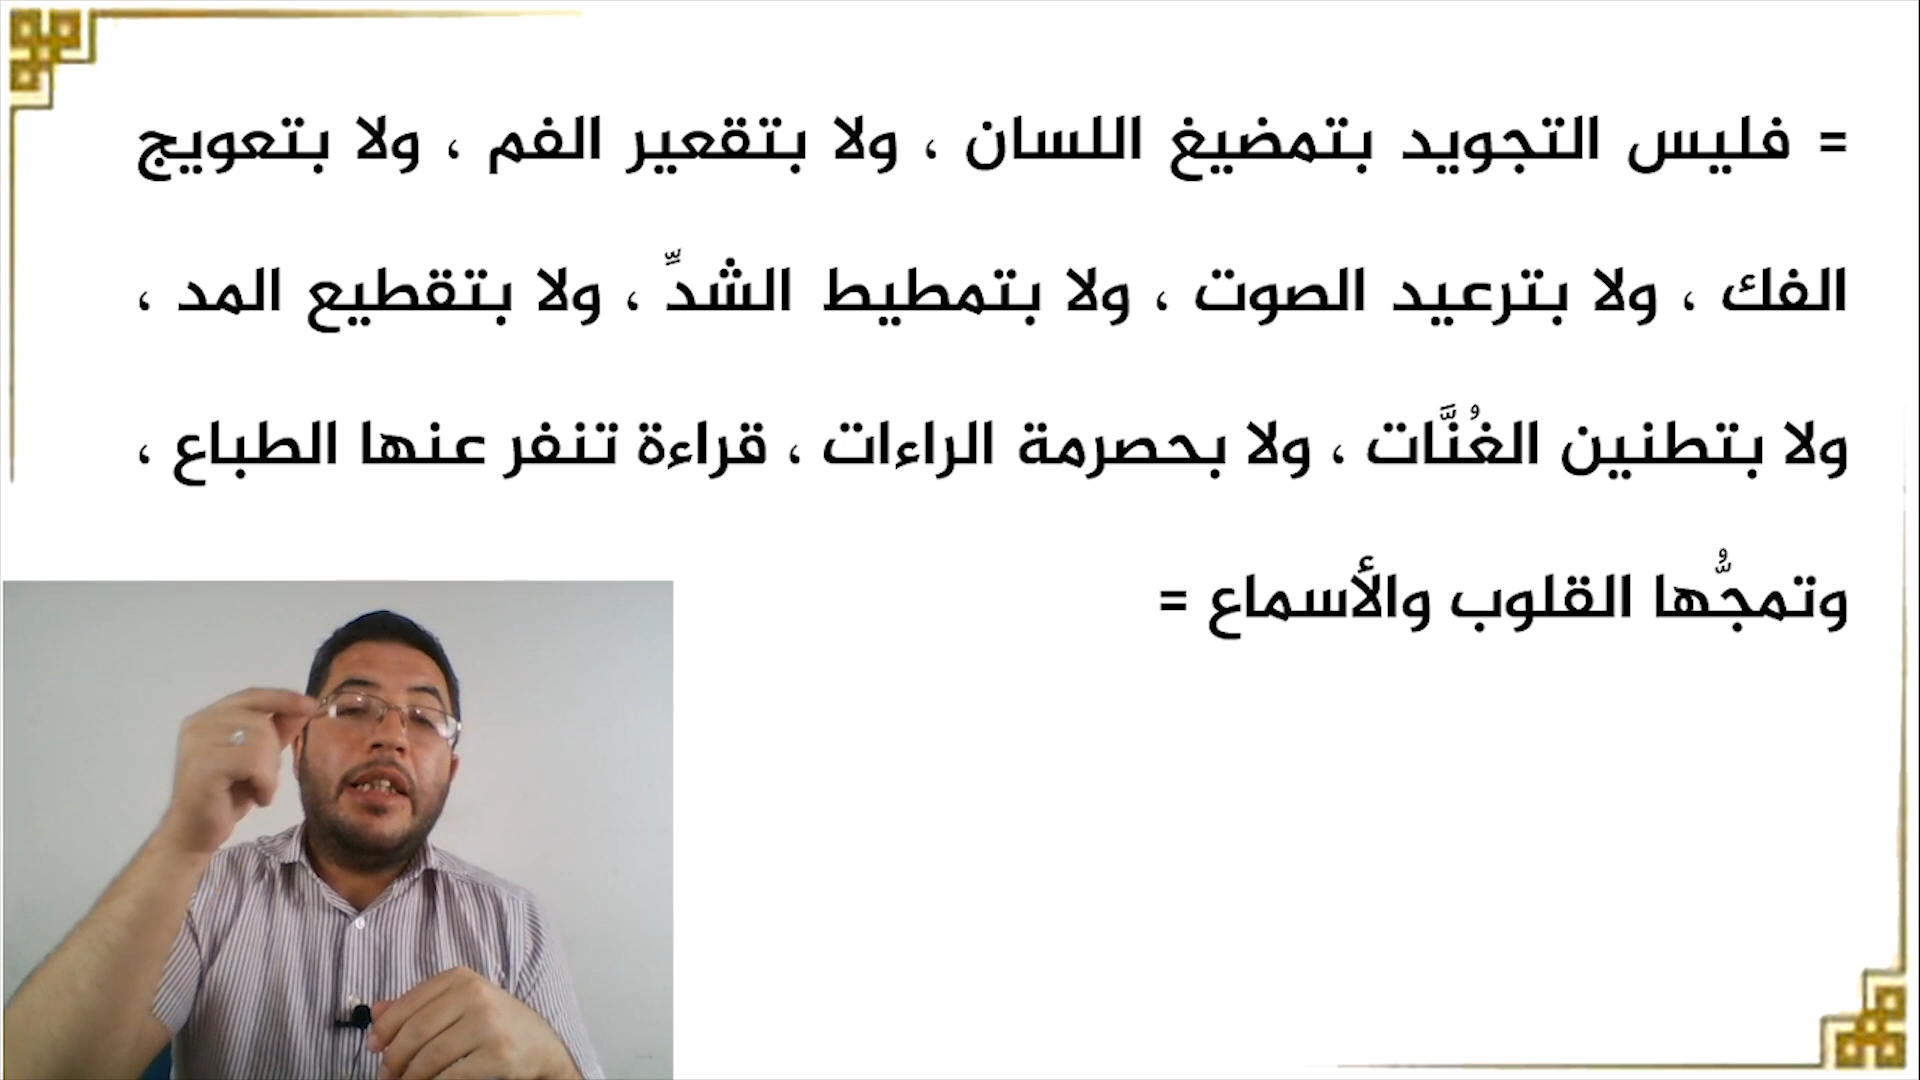 = فليس التجويد بتمضيغ اللسان ، ولا بتقعير الفم ، ولا بتعويج
الفك ، ولا بترعيد الصوت ، ولا بتمطيط الشدِّ ، ولا بتقطيع المد ،
ولا بتطنين الغُنَّات ، ولا بحصرمة الراءات ، قراءة تنفر عنها الطباع ،
وتمجُّها القلوب والأسماع =